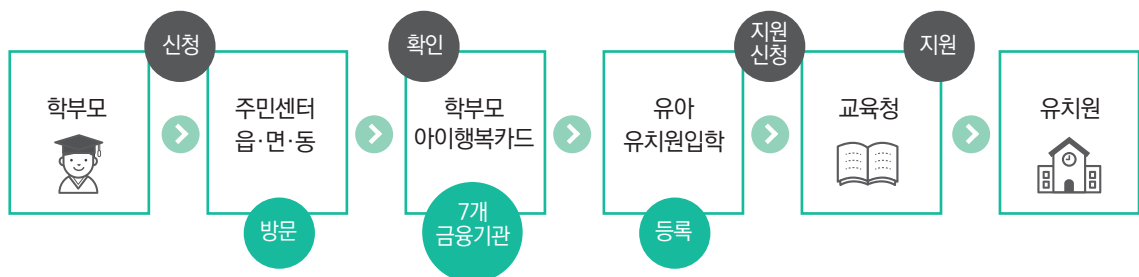 신청
확인
지원
신청
지원
학부모
주민센터
읍·면·동
학부모
아이행복카드
유아
유치원입학
교육청
유치원
방문
7개
금융기관
등록